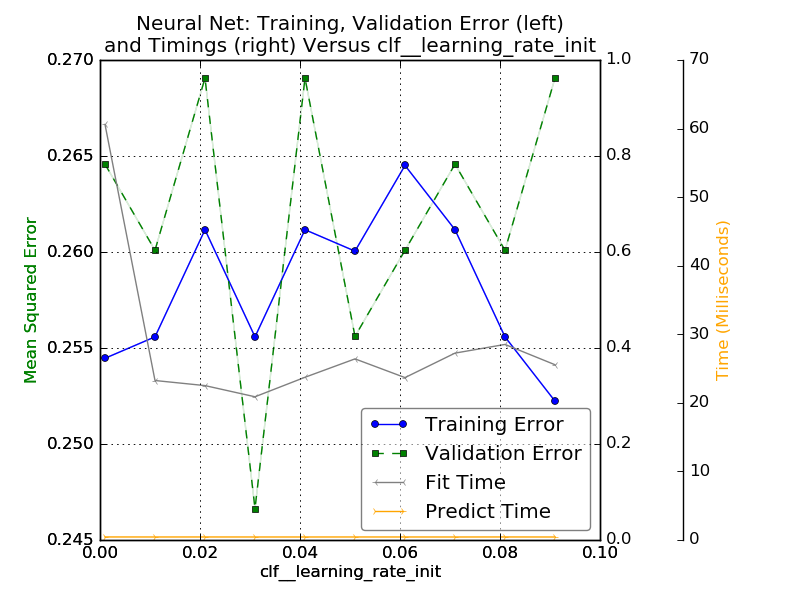 Neural Net: Training, Validation Error (left)
and Timings (right) Versus clf__learning_rate_init
Mean Squared Error
0.270
0.265
0.260
0.255
0.250
0.245
0.00
0.02
0.04
0.06
0.08
0.10
clf__learning_rate_init
1.0
0.8
0.6
0.4
0.2
0.0
70
60
50
40
30
20
10
0
Time (Milliseconds)
Training Error
Validation Error
Fit Time
Predict Time